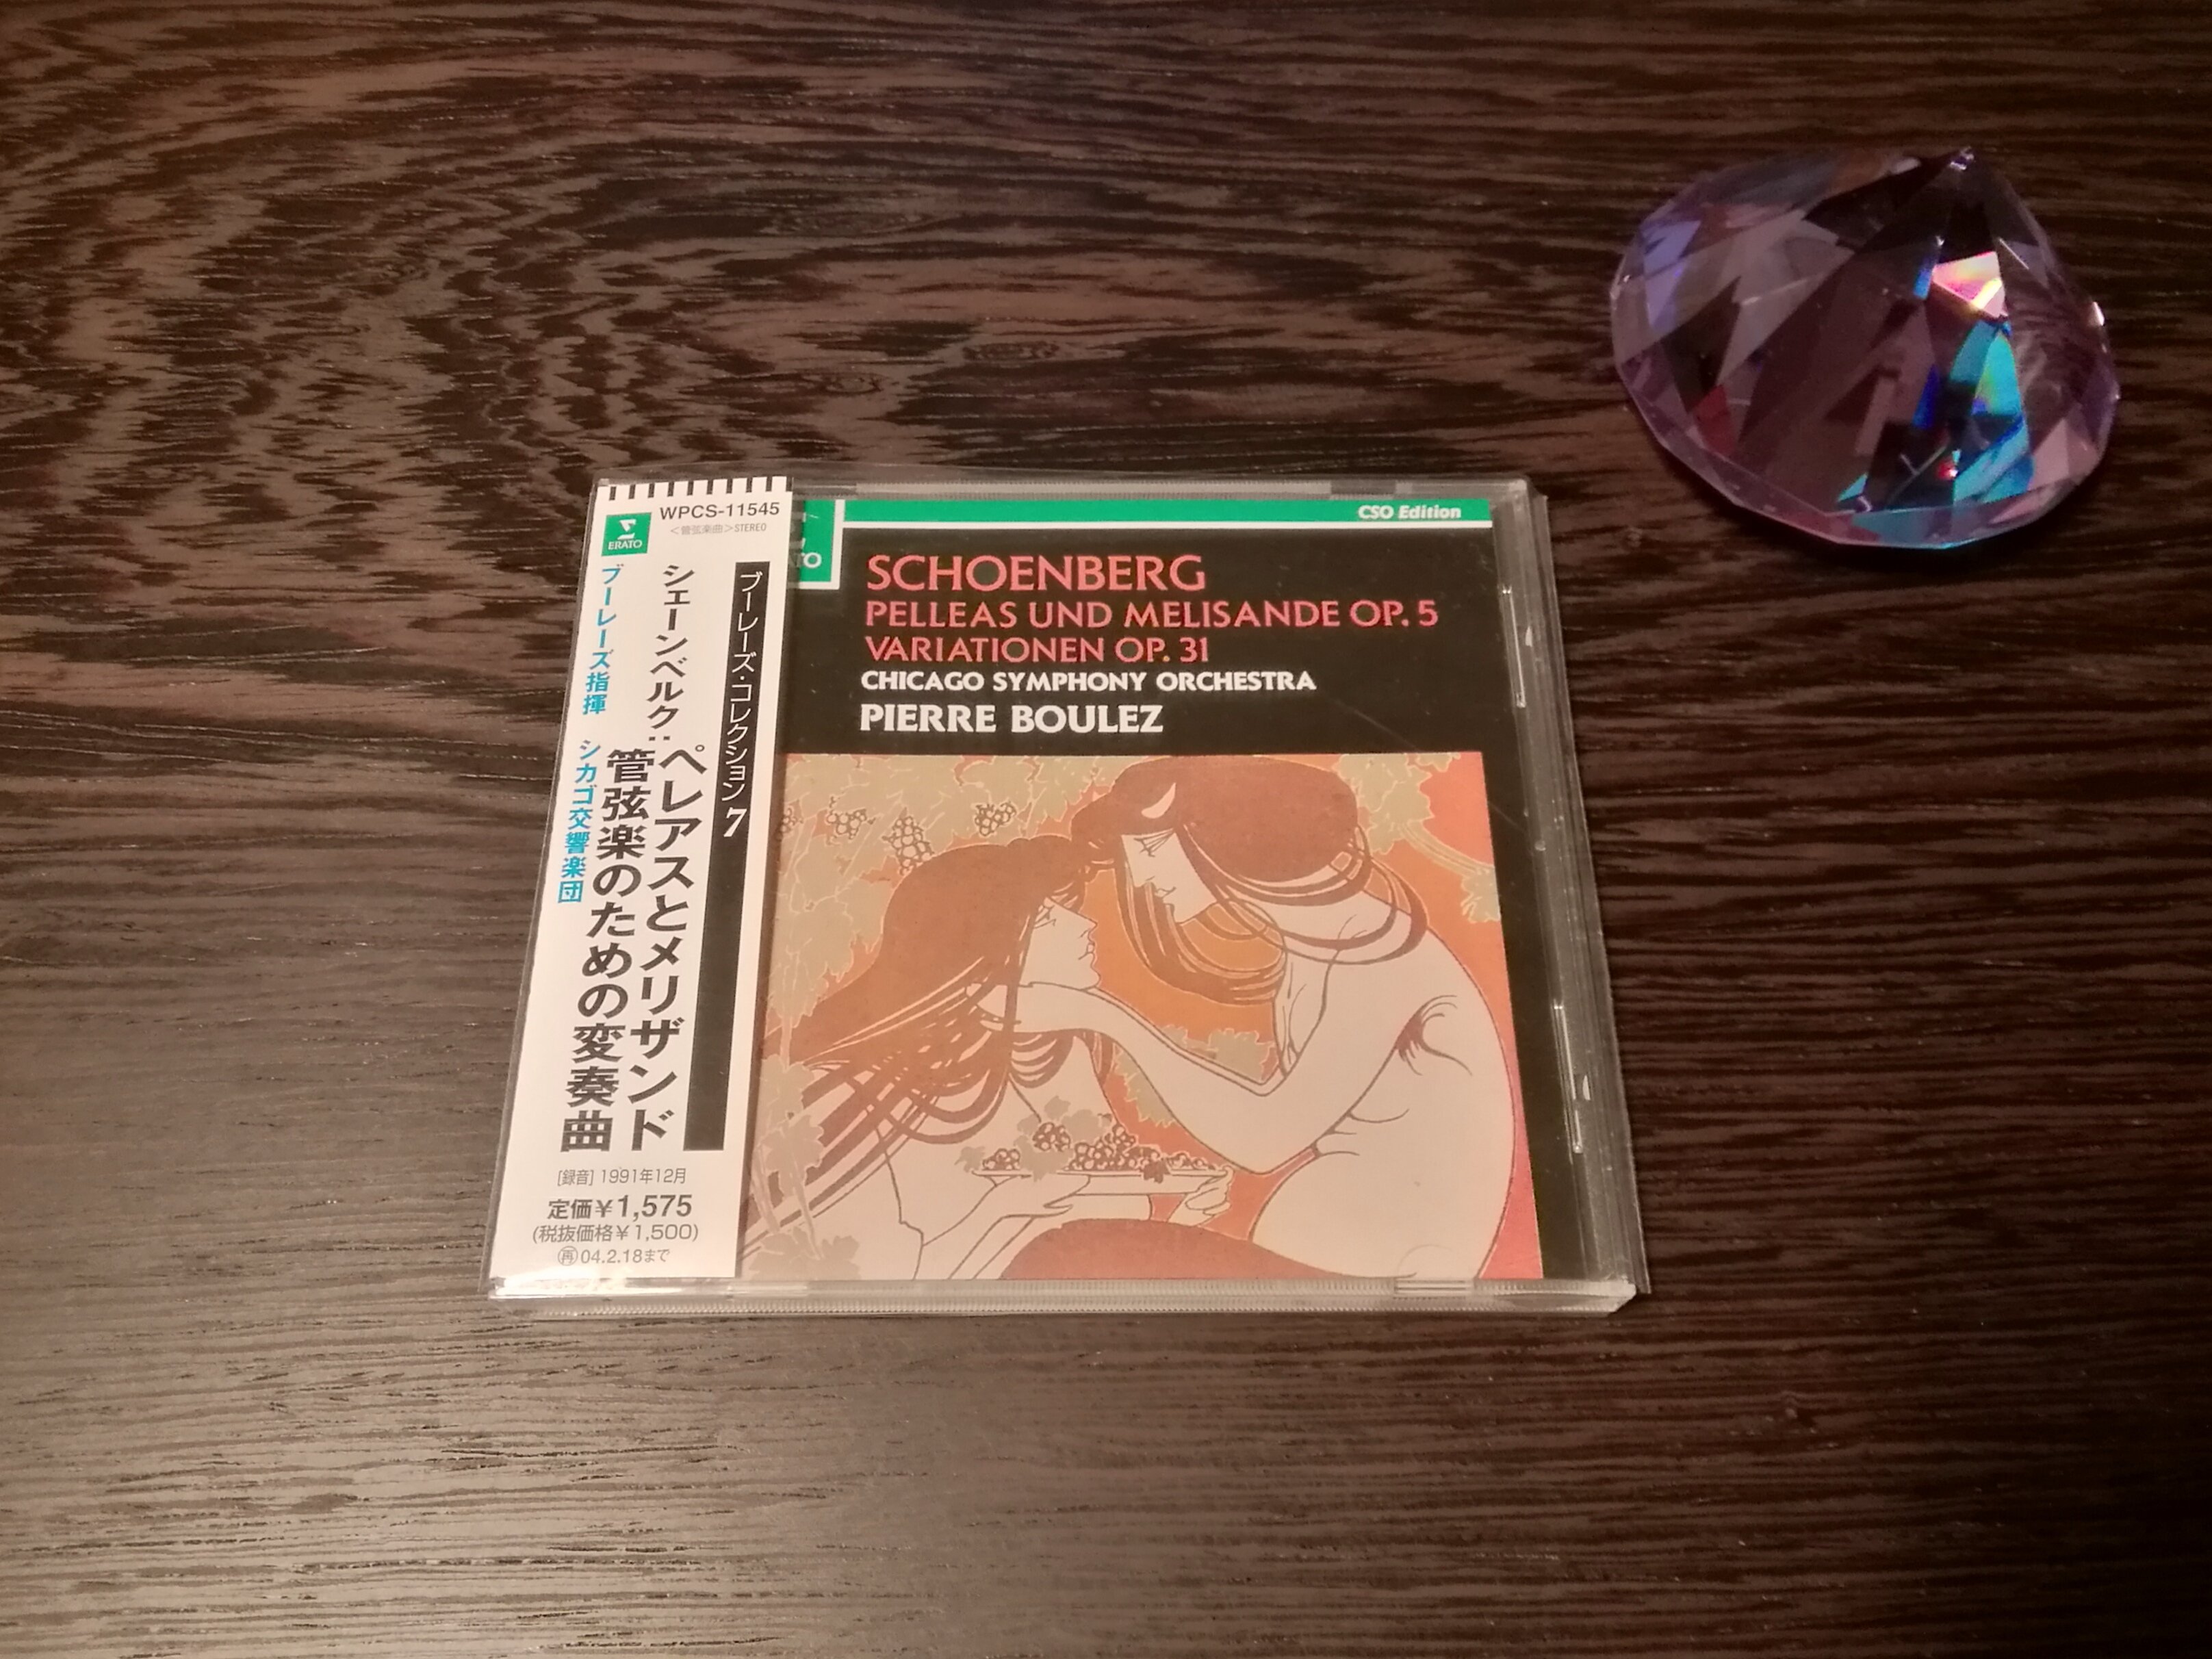 WPCS-11545
<管弦楽曲>STEREO
ERATO
ブーレーズ・コレクション 7
シェーンベルク:
ペレアスとメリザンド
管弦楽のための変奏曲
ブーレーズ指揮 シカゴ交響楽団
[録音] 1991年12月
定価¥1,575
(税抜価格¥1,500)
再 04.2.18まで
CSO Edition
SCHOENBERG
PELLEAS UND MELISANDE OP. 5
VARIATIONEN OP. 31
CHICAGO SYMPHONY ORCHESTRA
PIERRE BOULEZ